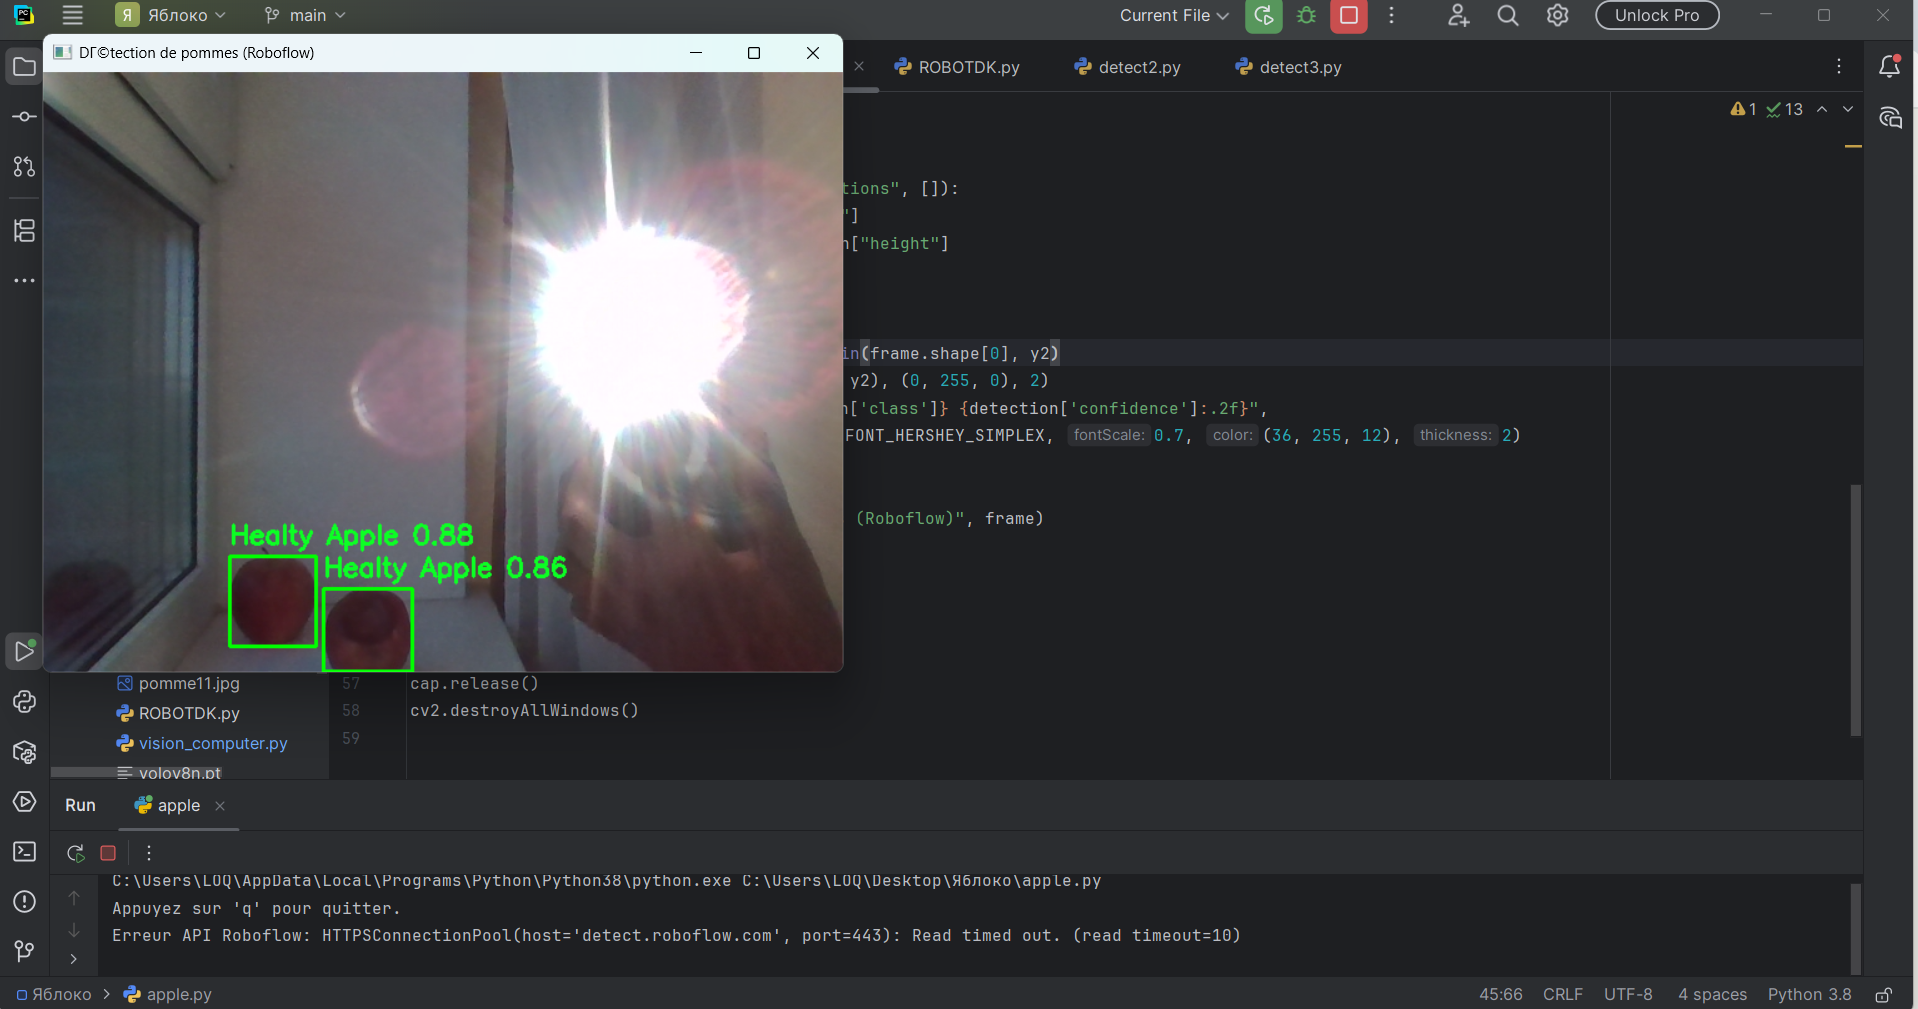 Я Яблоко main Current File Unlock Pro
DГ©tection de pommes (Roboflow)
ROBOTDK.py detect2.py detect3.py
1 13
tions", []):
"]
n["height"]
in(frame.shape[0], y2)
y2), (0, 255, 0), 2)
n['class']} {detection['confidence']:.2f}",
FONT_HERSHEY_SIMPLEX, fontScale: 0.7, color: (36, 255, 12), thickness: 2)
(Roboflow)", frame)
Healty Apple 0.88
Healty Apple 0.86
pomme11.jpg
ROBOTDK.py
vision_computer.py
yolov8n.pt
57 cap.release()
58 cv2.destroyAllWindows()
59
Run apple
C:\Users\LOQ\AppData\Local\Programs\Python\Python38\python.exe C:\Users\LOQ\Desktop\Яблоко\apple.py
Appuyez sur 'q' pour quitter.
Erreur API Roboflow: HTTPSConnectionPool(host='detect.roboflow.com', port=443): Read timed out. (read timeout=10)
Яблоко > apple.py 45:66 CRLF UTF-8 4 spaces Python 3.8